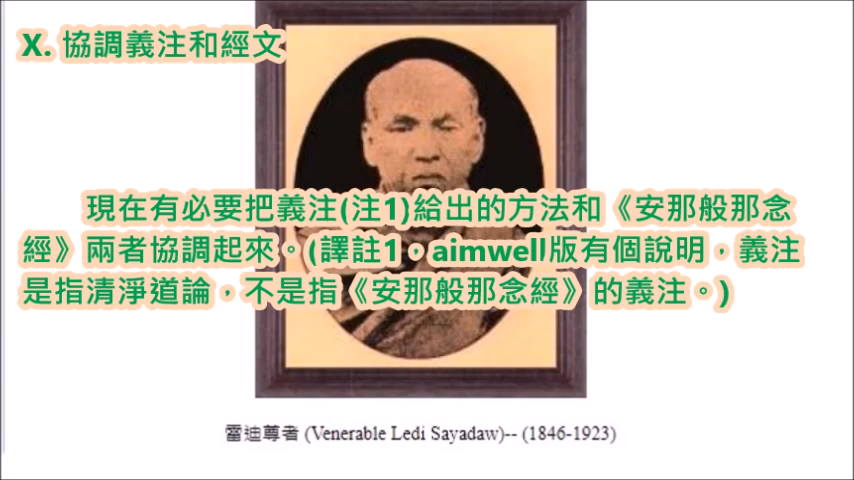 X. 協調義注和經文
現在有必要把義注(注1)給出的方法和《安那般那念
經》兩者協調起來。(譯註1，aimwell版有個說明，義注
是指清淨道論，不是指《安那般那念經》的義注。)
雷迪尊者 (Venerable Ledi Sayadaw)-- (1846-1923)